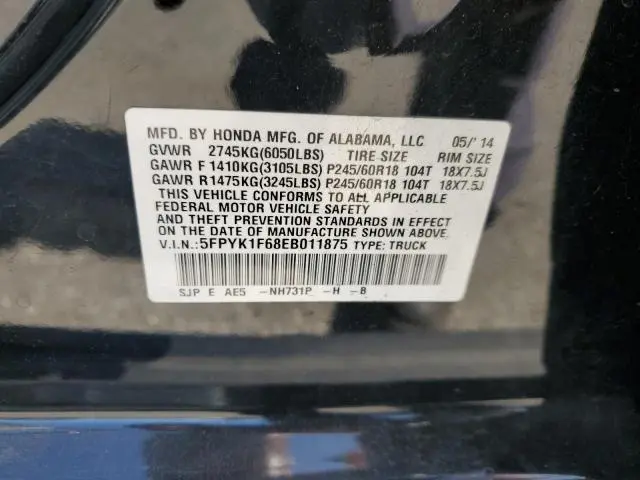 MFD. BY HONDA MFG. OF ALABAMA, LLC 05/'14
GVWR 2745KG(6050LBS) TIRE SIZE RIM SIZE
GAWR F 1410KG(3105LBS) P245/60R18 104T 18X7.5J
GAWR R 1475KG(3245LBS) P245/60R18 104T 18X7.5J
THIS VEHICLE CONFORMS TO ALL APPLICABLE
FEDERAL MOTOR VEHICLE SAFETY
AND THEFT PREVENTION STANDARDS IN EFFECT
ON THE DATE OF MANUFACTURE SHOWN ABOVE.
V.I.N.:5FPYK1F68EB011875 TYPE: TRUCK
SJP E AE5 -NH731P -H -B